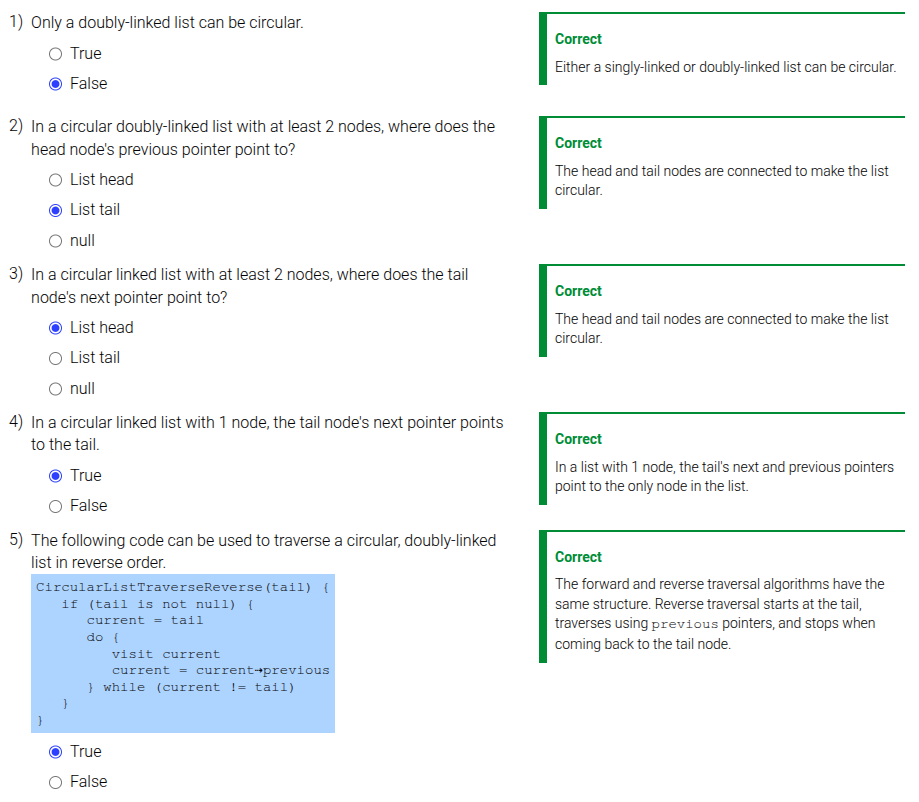 1) Only a doubly-linked list can be circular.
True
False
Correct
Either a singly-linked or doubly-linked list can be circular.
2) In a circular doubly-linked list with at least 2 nodes, where does the
head node's previous pointer point to?
List head
List tail
null
Correct
The head and tail nodes are connected to make the list
circular.
3) In a circular linked list with at least 2 nodes, where does the tail
node's next pointer point to?
List head
List tail
null
Correct
The head and tail nodes are connected to make the list
circular.
4) In a circular linked list with 1 node, the tail node's next pointer points
to the tail.
True
False
Correct
In a list with 1 node, the tail's next and previous pointers
point to the only node in the list.
5) The following code can be used to traverse a circular, doubly-linked
list in reverse order.
CircularListTraverseReverse(tail) {
   if (tail is not null) {
      current = tail
      do {
         visit current
         current = current→previous
      } while (current != tail)
   }
}
True
False
Correct
The forward and reverse traversal algorithms have the
same structure. Reverse traversal starts at the tail,
traverses using previous pointers, and stops when
coming back to the tail node.